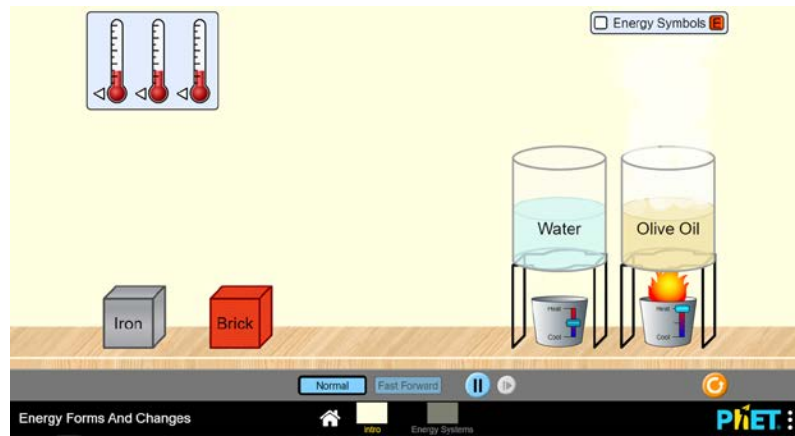 Energy Symbols E
Water
Olive Oil
Iron
Brick
Heat
Cool
Heat
Cool
Normal
Fast Forward
Energy Forms And Changes
Intro
Energy Systems
PhET